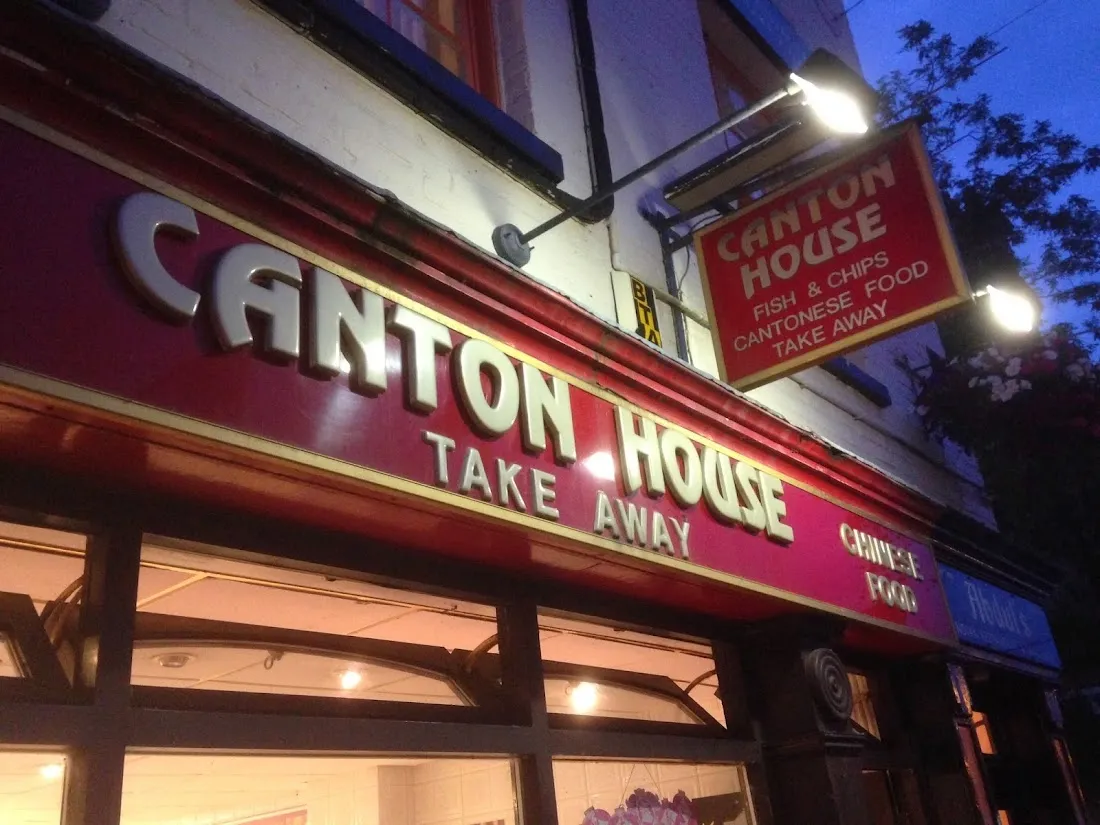 CANTON HOUSE
TAKE AWAY
CHINESE
FOOD
CANTON
HOUSE
FISH & CHIPS
CANTONESE FOOD
TAKE AWAY